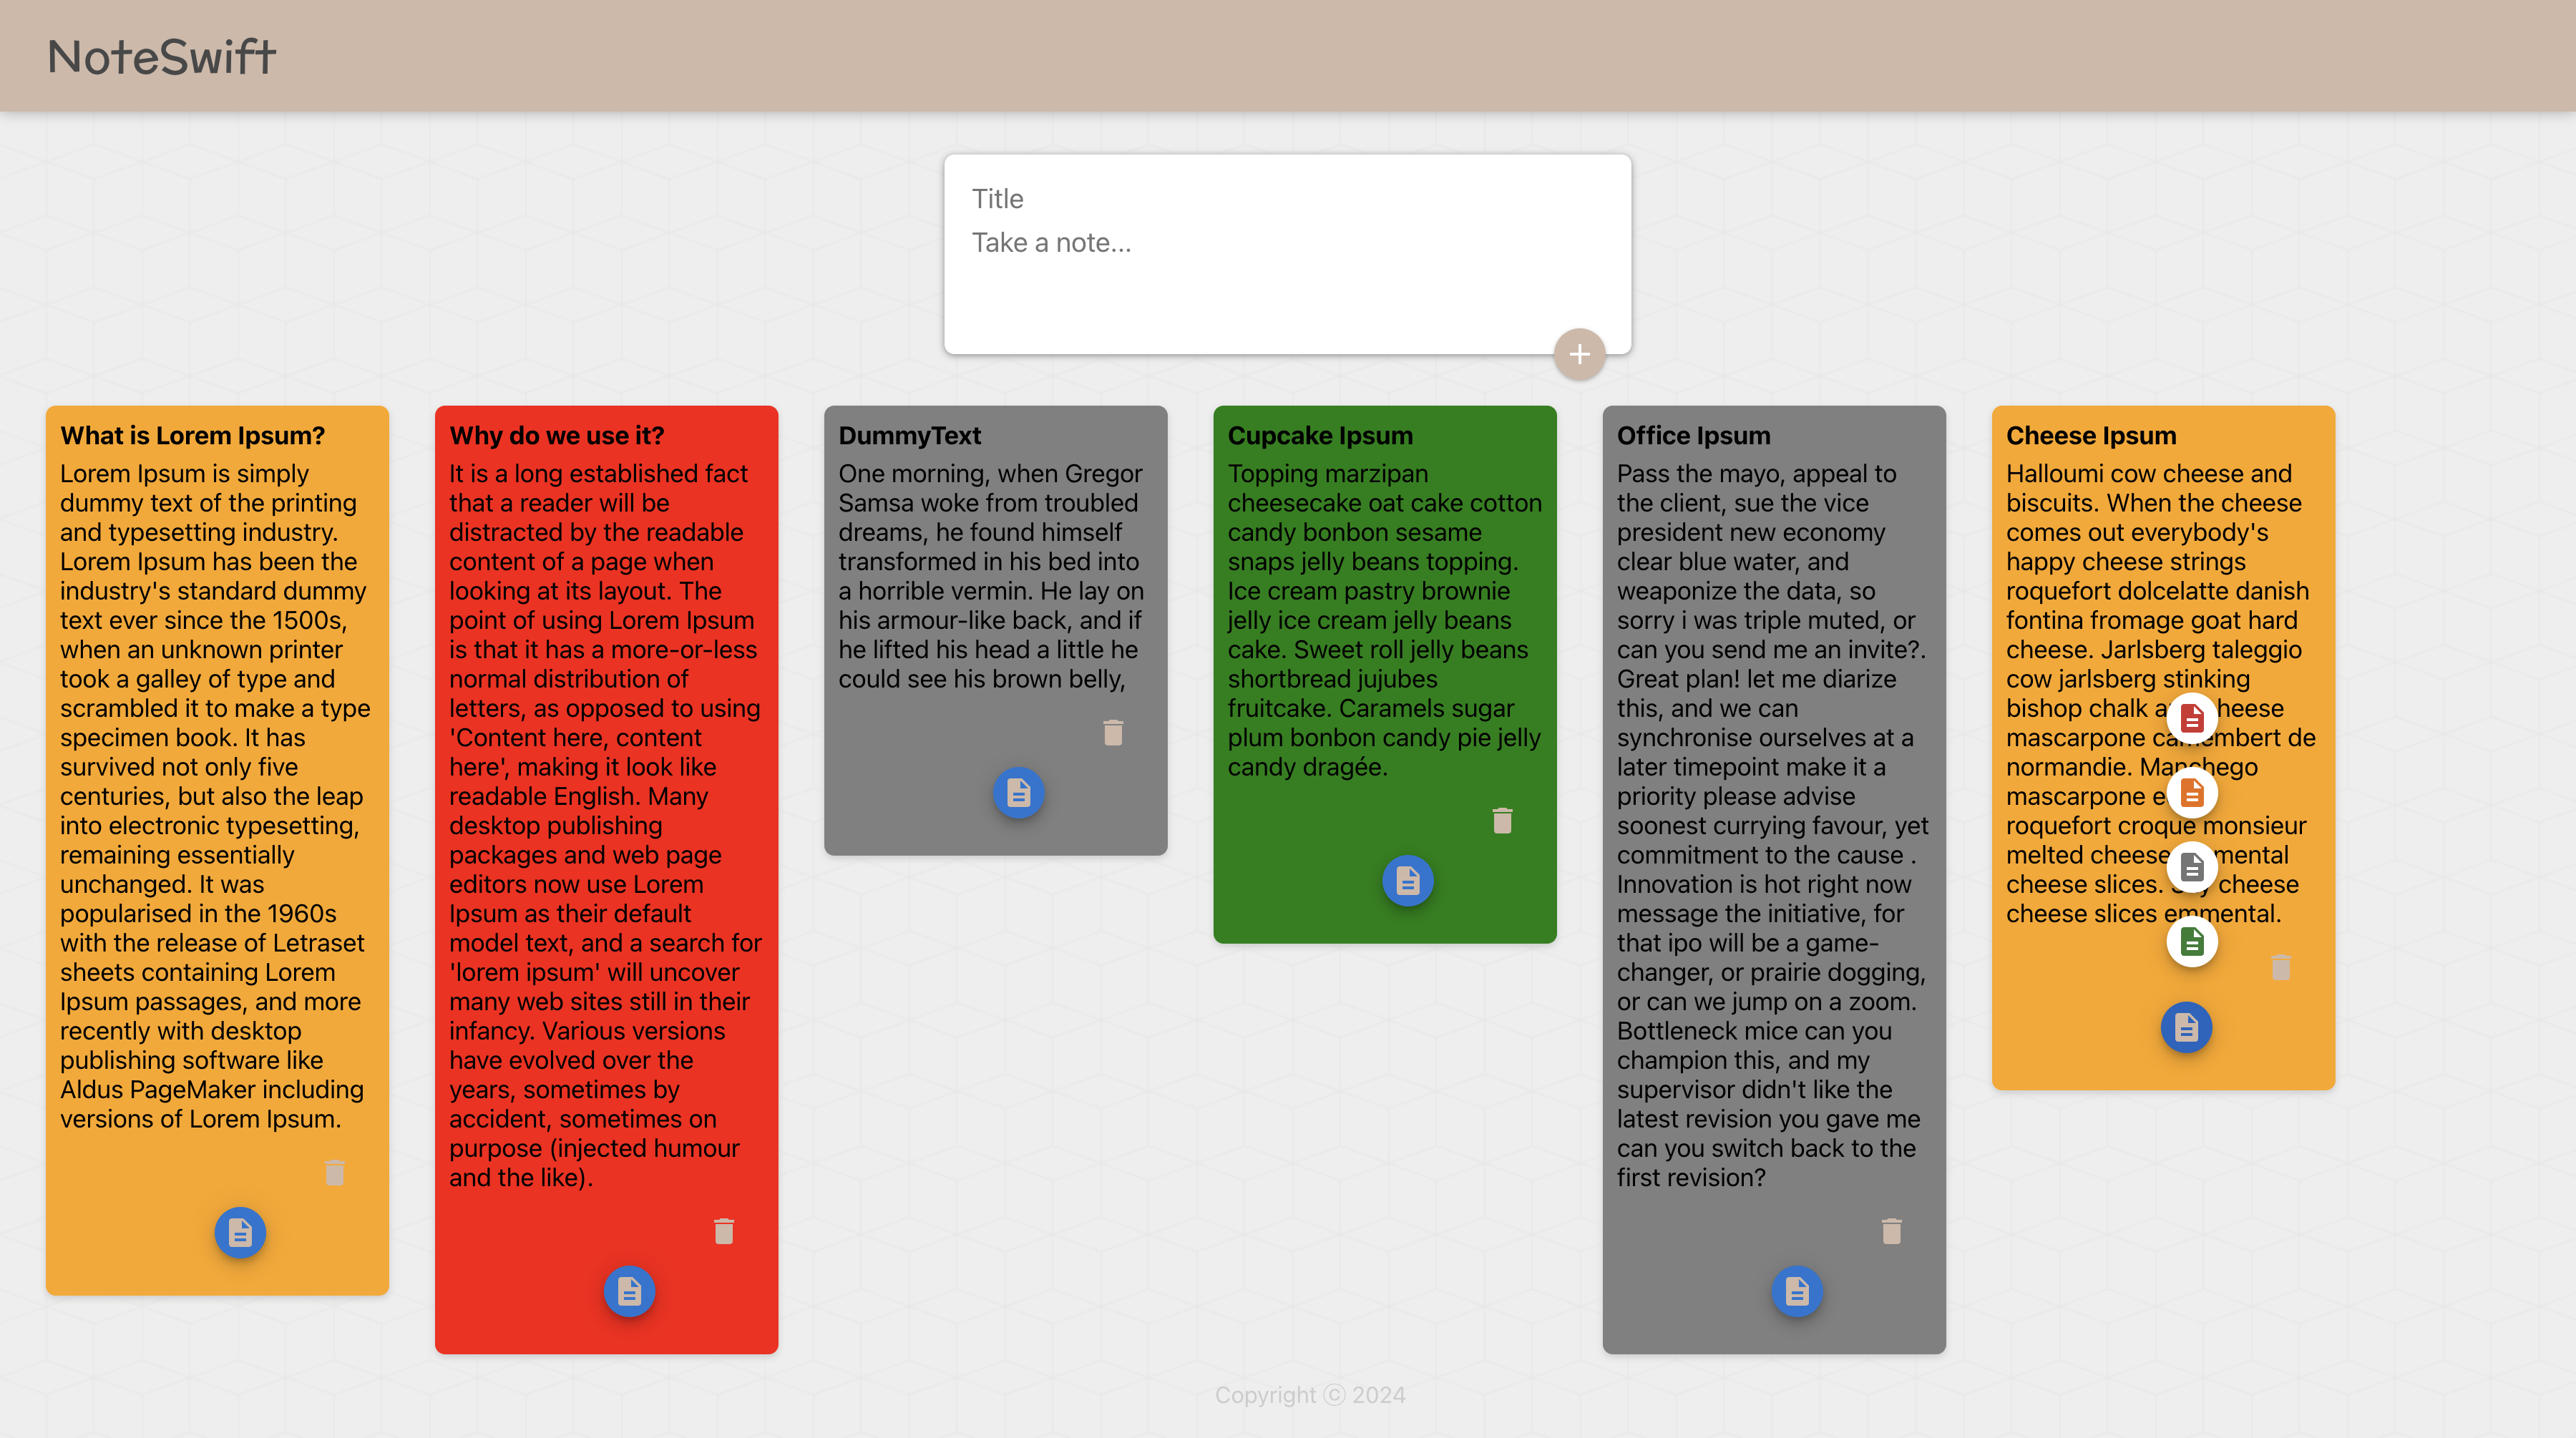 NoteSwift
Title
Take a note...
What is Lorem Ipsum?
Lorem Ipsum is simply
dummy text of the printing
and typesetting industry.
Lorem Ipsum has been the
industry's standard dummy
text ever since the 1500s,
when an unknown printer
took a galley of type and
scrambled it to make a type
specimen book. It has
survived not only five
centuries, but also the leap
into electronic typesetting,
remaining essentially
unchanged. It was
popularised in the 1960s
with the release of Letraset
sheets containing Lorem
Ipsum passages, and more
recently with desktop
publishing software like
Aldus PageMaker including
versions of Lorem Ipsum.
Why do we use it?
It is a long established fact
that a reader will be
distracted by the readable
content of a page when
looking at its layout. The
point of using Lorem Ipsum
is that it has a more-or-less
normal distribution of
letters, as opposed to using
'Content here, content
here', making it look like
readable English. Many
desktop publishing
packages and web page
editors now use Lorem
Ipsum as their default
model text, and a search for
'lorem ipsum' will uncover
many web sites still in their
infancy. Various versions
have evolved over the
years, sometimes by
accident, sometimes on
purpose (injected humour
and the like).
DummyText
One morning, when Gregor
Samsa woke from troubled
dreams, he found himself
transformed in his bed into
a horrible vermin. He lay on
his armour-like back, and if
he lifted his head a little he
could see his brown belly,
Cupcake Ipsum
Topping marzipan
cheesecake oat cake cotton
candy bonbon sesame
snaps jelly beans topping.
Ice cream pastry brownie
jelly ice cream jelly beans
cake. Sweet roll jelly beans
shortbread jujubes
fruitcake. Caramels sugar
plum bonbon candy pie jelly
candy dragée.
Office Ipsum
Pass the mayo, appeal to
the client, sue the vice
president new economy
clear blue water, and
weaponize the data, so
sorry i was triple muted, or
can you send me an invite?.
Great plan! let me diarize
this, and we can
synchronise ourselves at a
later timepoint make it a
priority please advise
soonest currying favour, yet
commitment to the cause .
Innovation is hot right now
message the initiative, for
that ipo will be a game-
changer, or prairie dogging,
or can we jump on a zoom.
Bottleneck mice can you
champion this, and my
supervisor didn't like the
latest revision you gave me
can you switch back to the
first revision?
Cheese Ipsum
Halloumi cow cheese and
biscuits. When the cheese
comes out everybody's
happy cheese strings
roquefort dolcelatte danish
fontina fromage goat hard
cheese. Jarlsberg taleggio
cow jarlsberg stinking
bishop chalk cheese
mascarpone camembert de
normandie. Manchego
mascarpone
roquefort croque monsieur
melted cheese emmental
cheese slices. cheese
cheese slices emmental.
Copyright ⓒ 2024